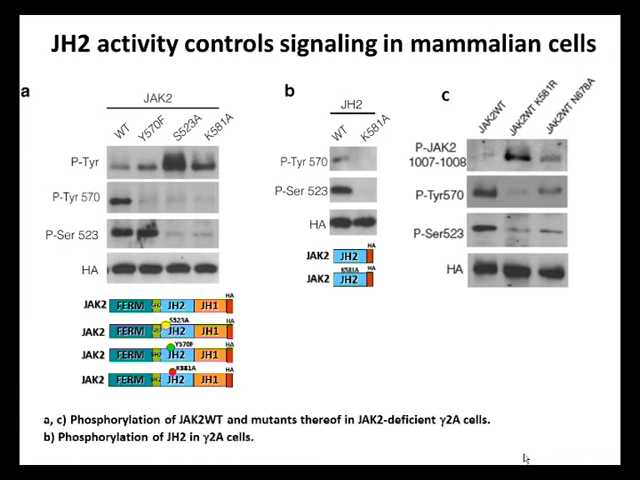 JH2 activity controls signaling in mammalian cells
a
JAK2
WT Y570F S523A K581A
P-Tyr
P-Tyr 570
P-Ser 523
HA
HA
JAK2 FERM SH2 JH2 JH1
S523A
JAK2 FERM SH2 JH2 JH1
Y570F
JAK2 FERM SH2 JH2 JH1
K581A
JAK2 FERM SH2 JH2 JH1
b
JH2
WT K581A
P-Tyr 570
P-Ser 523
HA
HA
JAK2 JH2
K581A
JAK2 JH2
c
JAK2WT JAK2WT K581R JAK2WT N678A
P-JAK2
1007-1008
P-Tyr570
P-Ser523
HA
a, c) Phosphorylation of JAK2WT and mutants thereof in JAK2-deficient γ2A cells.
b) Phosphorylation of JH2 in γ2A cells.